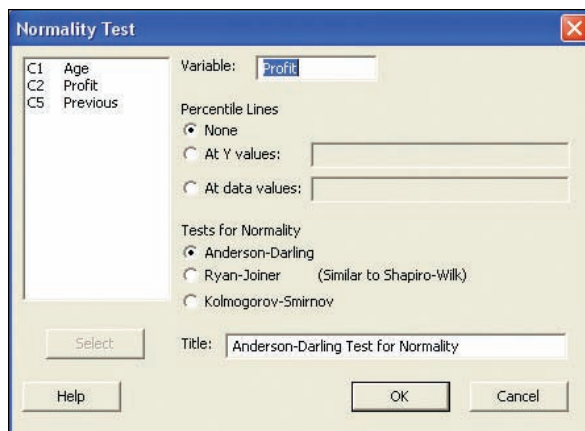 Normality Test
C1 Age
C2 Profit
C5 Previous
Variable: Profit
Percentile Lines
None
At Y values:
At data values:
Tests for Normality
Anderson-Darling
Ryan-Joiner (Similar to Shapiro-Wilk)
Kolmogorov-Smirnov
Select
Title: Anderson-Darling Test for Normality
Help
OK
Cancel